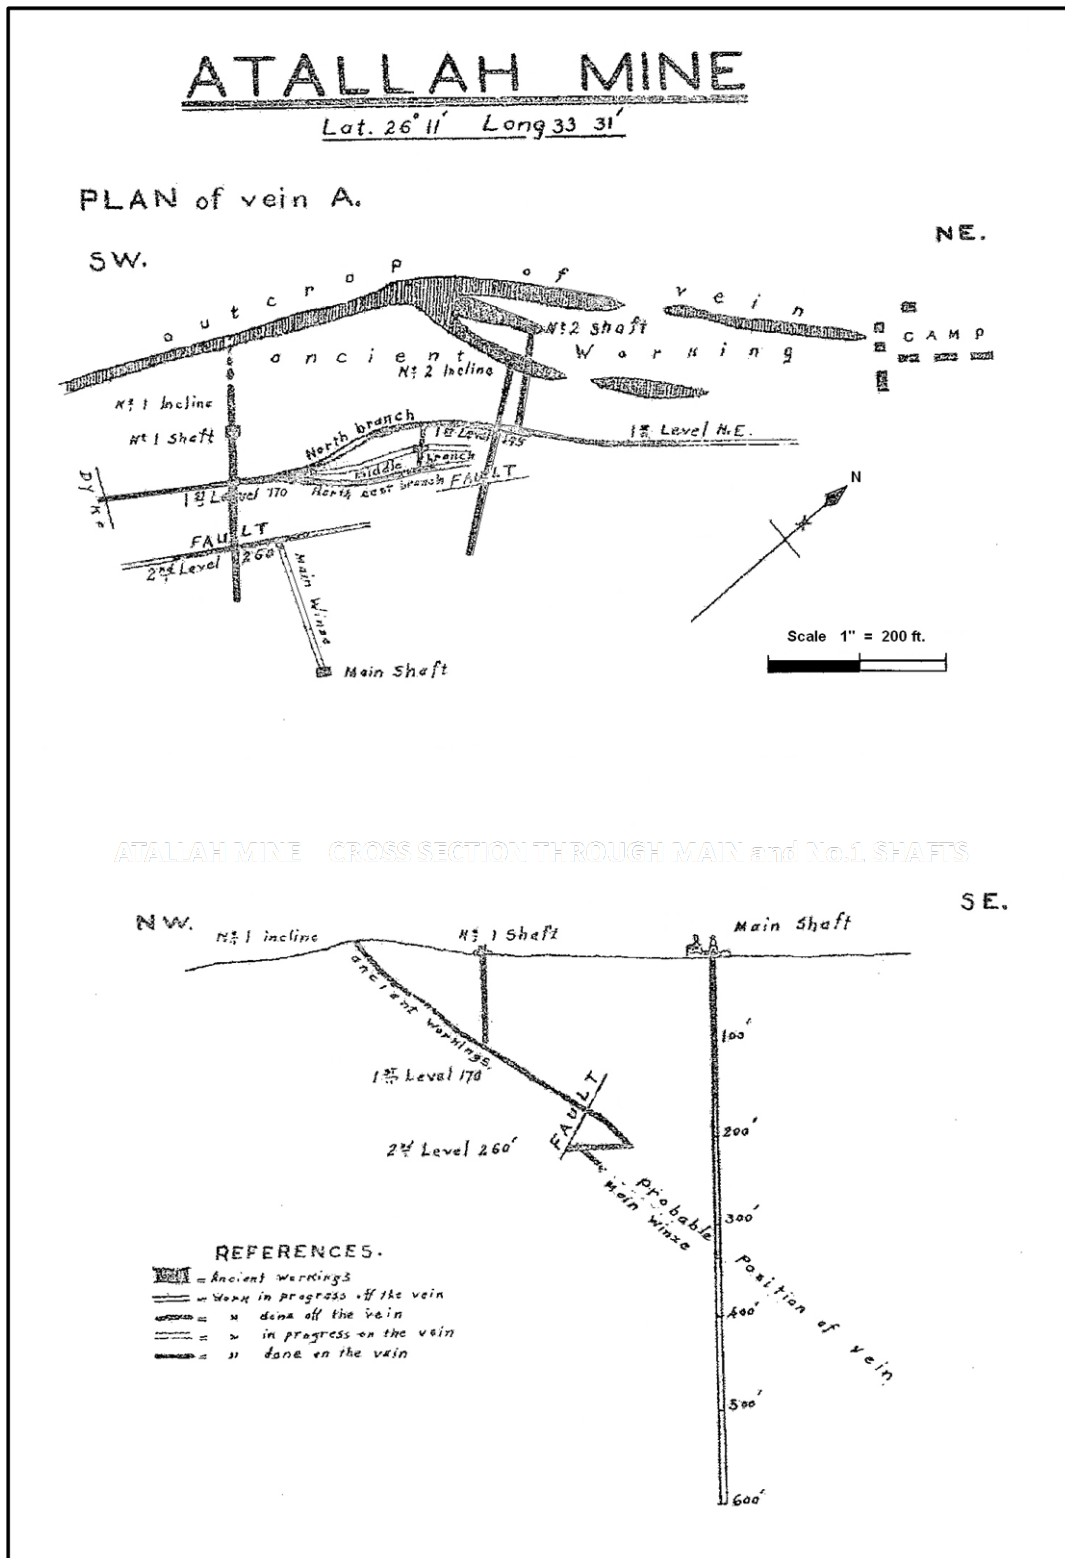 ATALLAH MINE
Lat. 26° 11' Long 33 31'
PLAN of vein A.
NE.
SW.
outcrop of vein
No 2 Shaft
CAMP
ancient Working
No 2 Incline
No 1 Incline
North branch
No 1 Shaft
1st Level 195
1st Level N.E.
Dyke
Middle branch
FAULT
1st Level 170
North east branch
N
FAULT
2nd Level 260
Main Winze
Scale 1" = 200 ft.
Main Shaft
ATALLAH MINE CROSS SECTION THROUGH MAIN and No.1 SHAFTS
SE.
NW.
No 1 incline
No 1 Shaft
Main Shaft
ancient workings.
100'
1st Level 170
FAULT
200'
2nd Level 260'
probable Position of vein
Main Winze
300'
REFERENCES.
= Ancient workings
= Work in progress off the vein
400'
= " done off the vein
= " in progress on the vein
= " done on the vein
500'
600'